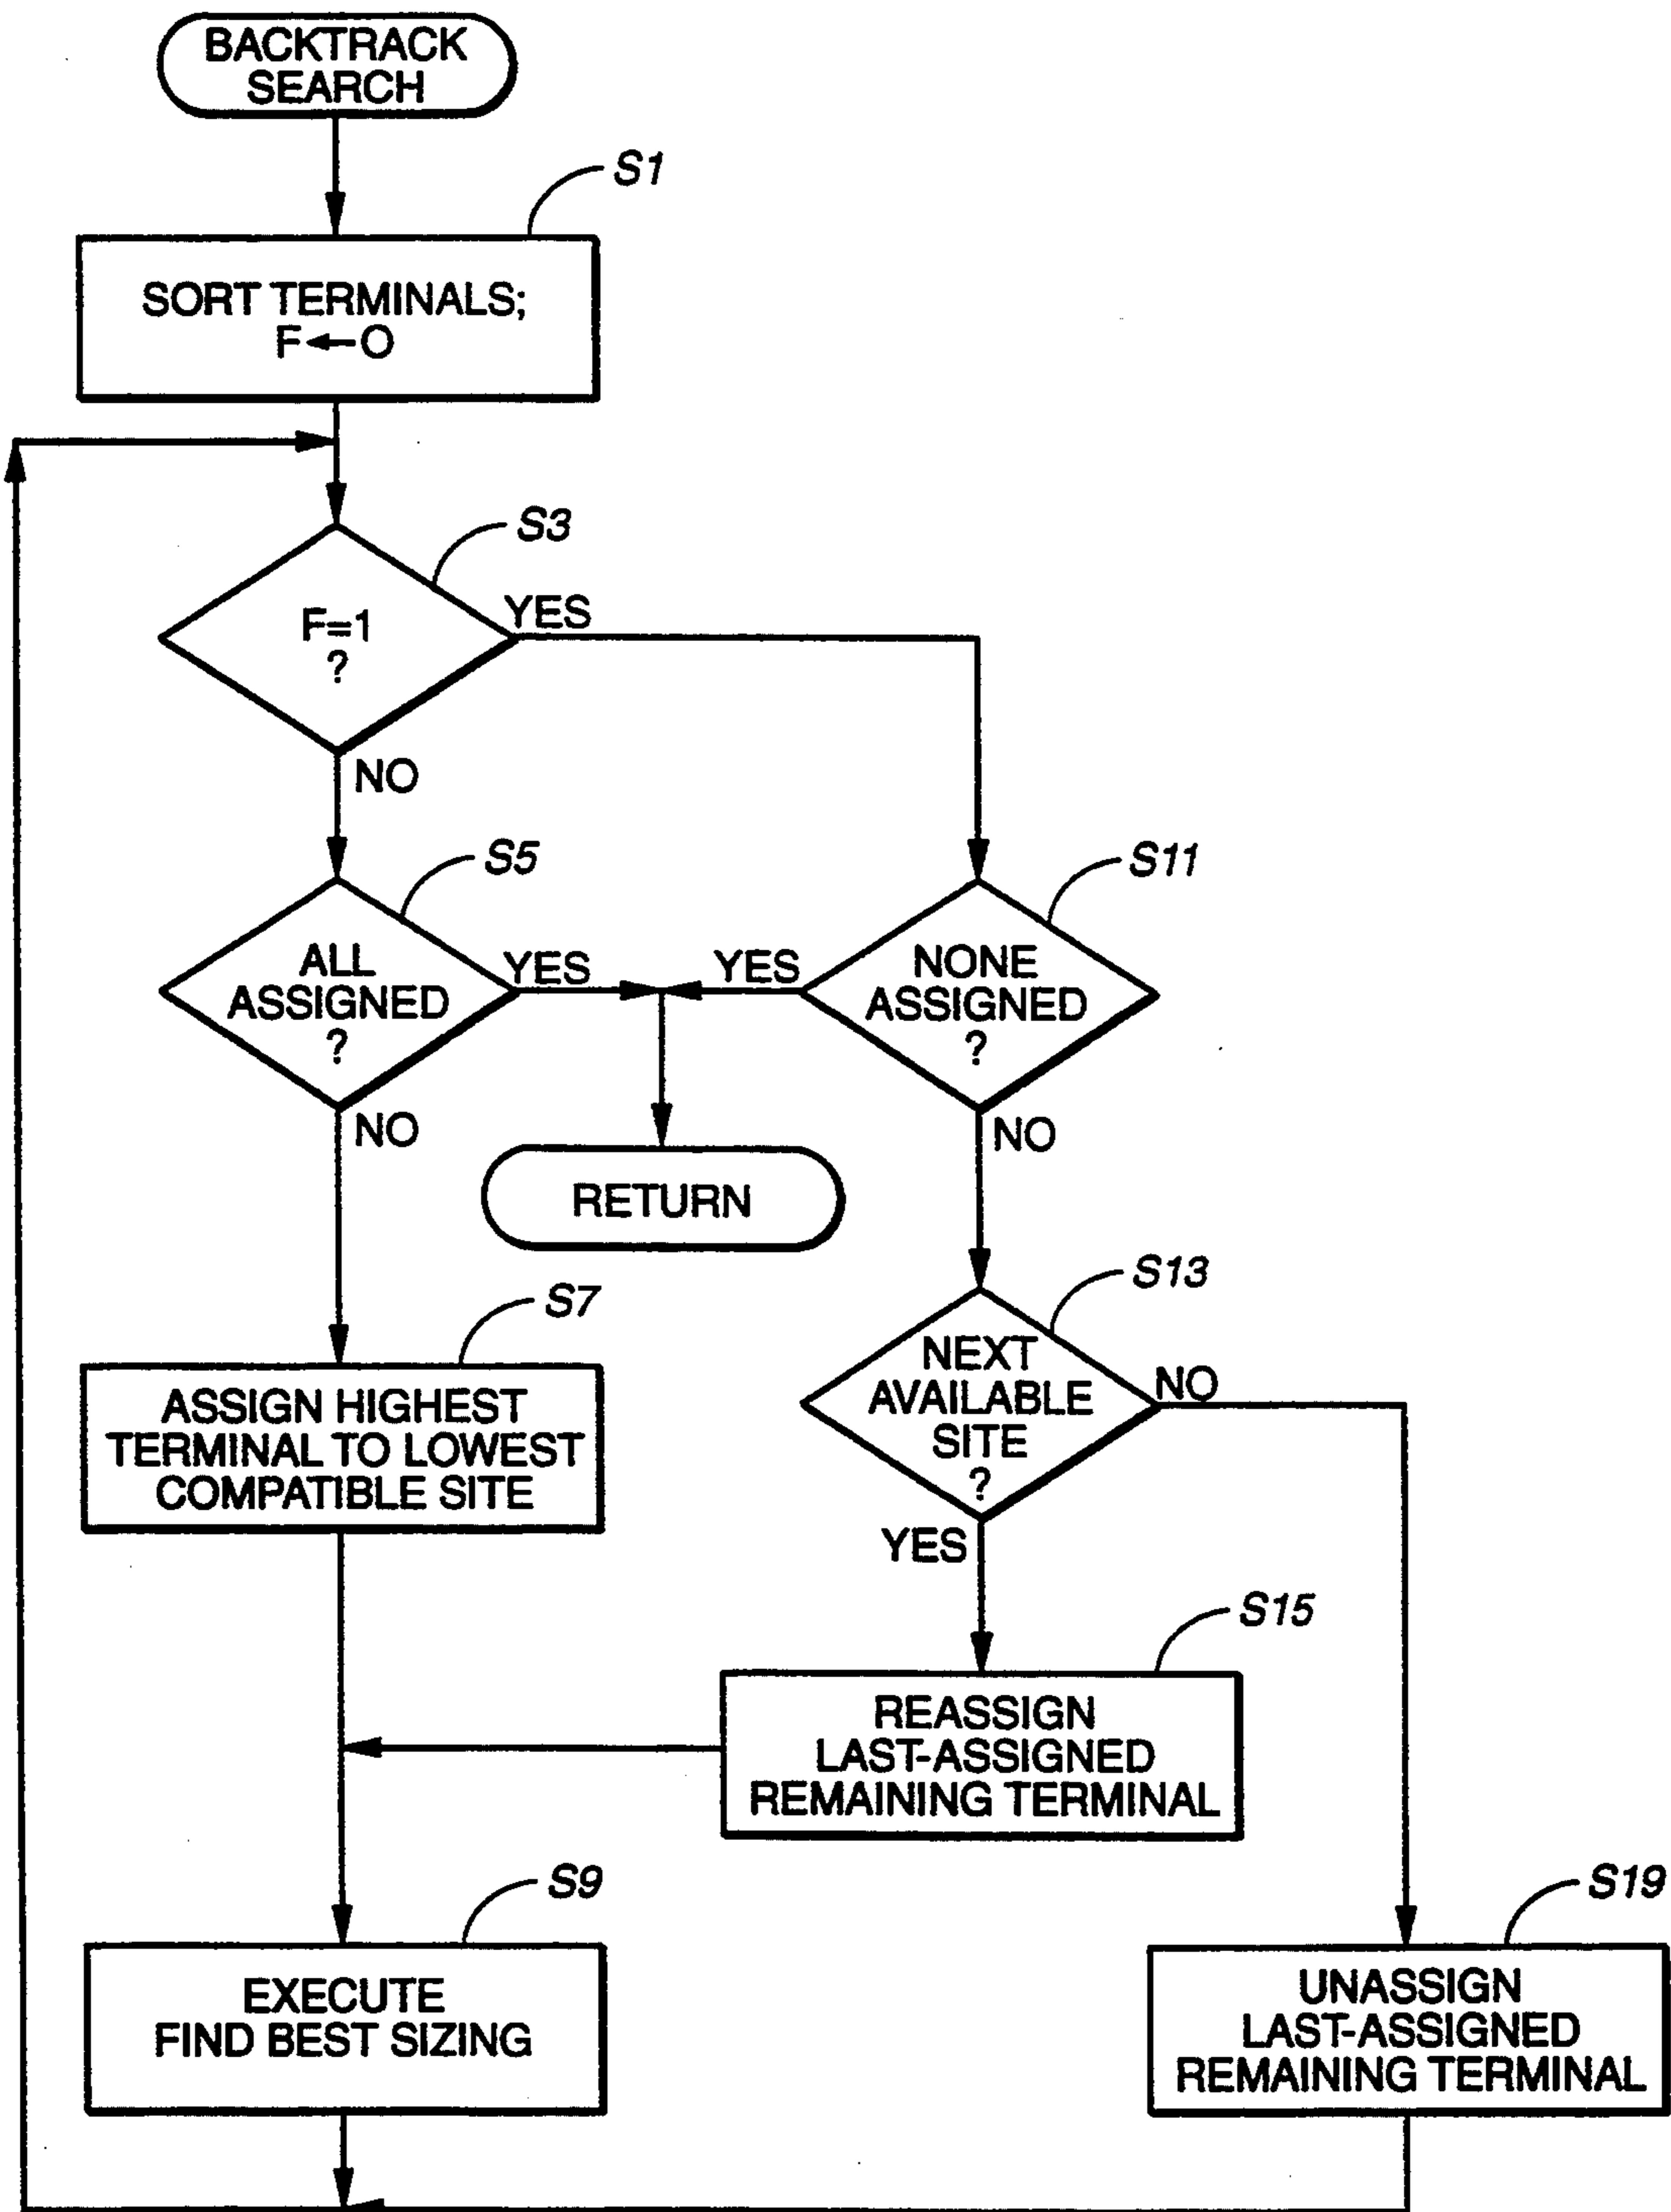 BACKTRACK
SEARCH
S1
SORT TERMINALS;
F←O
S3
F=1
?
YES
NO
S5
ALL
ASSIGNED
?
YES
NO
S11
YES
NONE
ASSIGNED
?
NO
RETURN
S7
ASSIGN HIGHEST
TERMINAL TO LOWEST
COMPATIBLE SITE
S13
NEXT
AVAILABLE
SITE
?
NO
YES
S15
REASSIGN
LAST-ASSIGNED
REMAINING TERMINAL
S9
EXECUTE
FIND BEST SIZING
S19
UNASSIGN
LAST-ASSIGNED
REMAINING TERMINAL